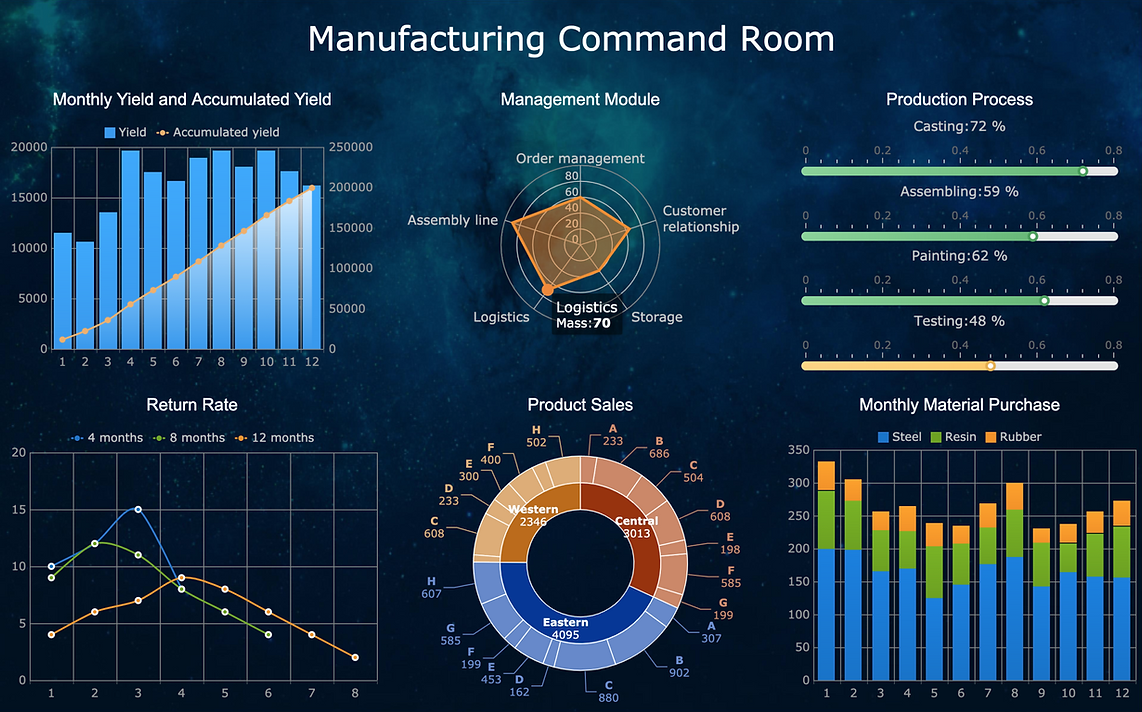 Manufacturing Command Room
Monthly Yield and Accumulated Yield
Yield Accumulated yield
20000
15000
10000
5000
0
250000
200000
150000
100000
50000
0
1 2 3 4 5 6 7 8 9 10 11 12
Management Module
Order management
80
60
40
20
0
Assembly line
Customer
relationship
Logistics
Storage
Logistics
Mass:70
Production Process
Casting:72 %
0 0.2 0.4 0.6 0.8
Assembling:59 %
0 0.2 0.4 0.6 0.8
Painting:62 %
0 0.2 0.4 0.6 0.8
Testing:48 %
0 0.2 0.4 0.6 0.8
Return Rate
4 months 8 months 12 months
20
15
10
5
0
1 2 3 4 5 6 7 8
Product Sales
A
233
B
686
C
504
D
608
E
198
F
585
G
199
A
307
B
902
C
880
D
162
E
453
F
199
G
585
H
607
C
608
D
233
E
300
F
400
H
502
Western
2346
Central
3013
Eastern
4095
Monthly Material Purchase
Steel Resin Rubber
350
300
250
200
150
100
50
0
1 2 3 4 5 6 7 8 9 10 11 12